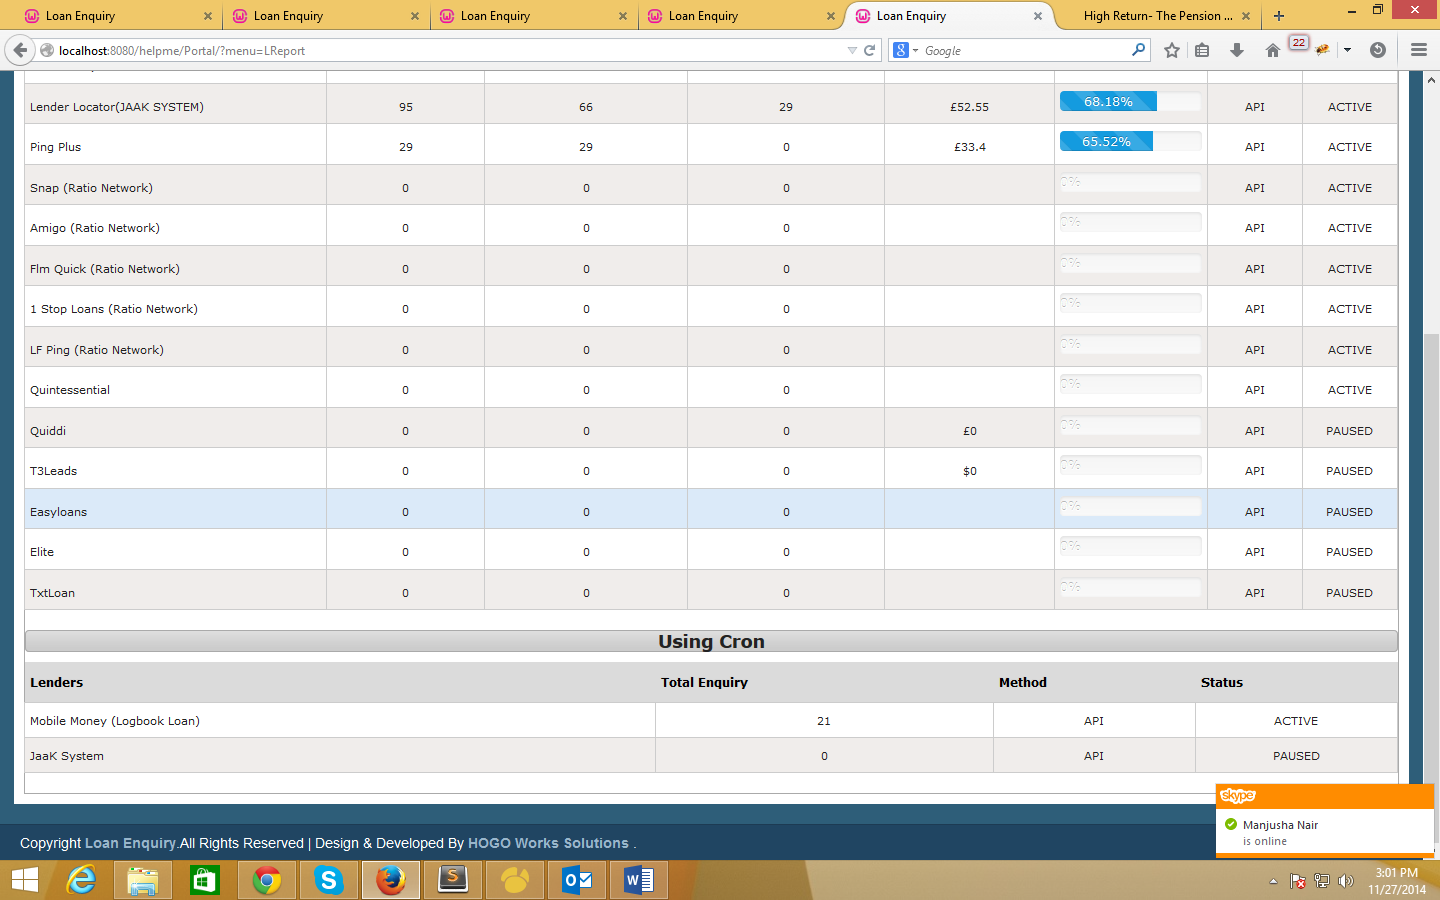 Loan Enquiry Loan Enquiry Loan Enquiry Loan Enquiry Loan Enquiry High Return- The Pension ...
localhost:8080/helpme/Portal/?menu=LReport Google 22
Lender Locator(JAAK SYSTEM) 95 66 29 £52.55 68.18% API ACTIVE
Ping Plus 29 29 0 £33.4 65.52% API ACTIVE
Snap (Ratio Network) 0 0 0 0% API ACTIVE
Amigo (Ratio Network) 0 0 0 0% API ACTIVE
Flm Quick (Ratio Network) 0 0 0 0% API ACTIVE
1 Stop Loans (Ratio Network) 0 0 0 0% API ACTIVE
LF Ping (Ratio Network) 0 0 0 0% API ACTIVE
Quintessential 0 0 0 0% API ACTIVE
Quiddi 0 0 0 £0 0% API PAUSED
T3Leads 0 0 0 $0 0% API PAUSED
Easyloans 0 0 0 0% API PAUSED
Elite 0 0 0 0% API PAUSED
TxtLoan 0 0 0 0% API PAUSED
Using Cron
Lenders Total Enquiry Method Status
Mobile Money (Logbook Loan) 21 API ACTIVE
JaaK System 0 API PAUSED
skype
Manjusha Nair
is online
Copyright Loan Enquiry.All Rights Reserved | Design & Developed By HOGO Works Solutions .
3:01 PM
11/27/2014